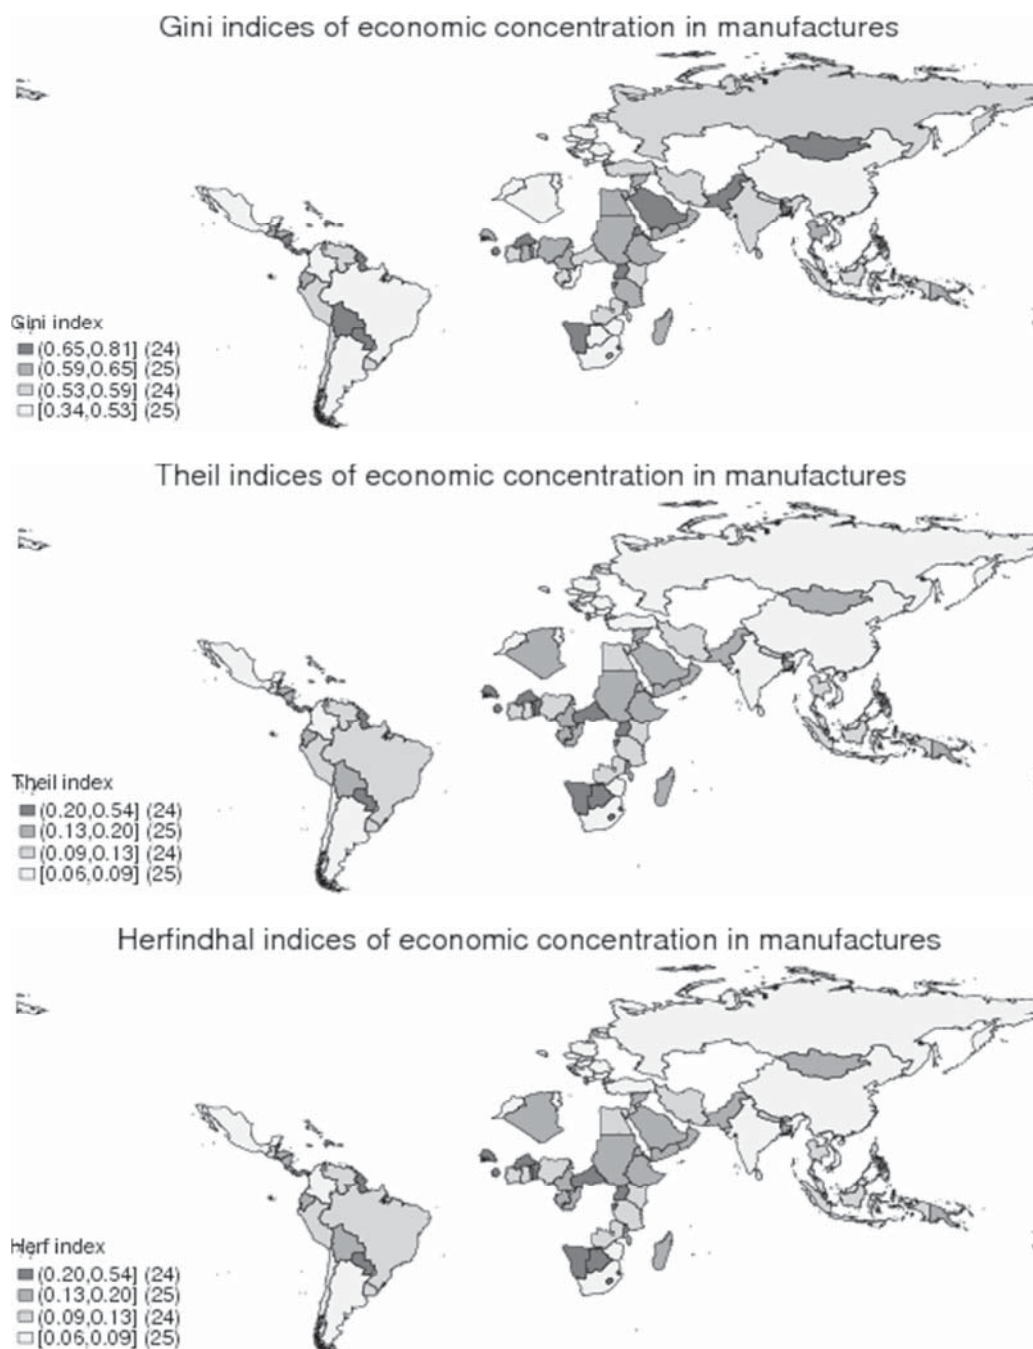 Gini indices of economic concentration in manufactures
Gini index
(0.65,0.81] (24)
(0.59,0.65] (25)
(0.53,0.59] (24)
[0.34,0.53] (25)
Theil indices of economic concentration in manufactures
Theil index
(0.20,0.54] (24)
(0.13,0.20] (25)
(0.09,0.13] (24)
[0.06,0.09] (25)
Herfindhal indices of economic concentration in manufactures
Herf index
(0.20,0.54] (24)
(0.13,0.20] (25)
(0.09,0.13] (24)
[0.06,0.09] (25)